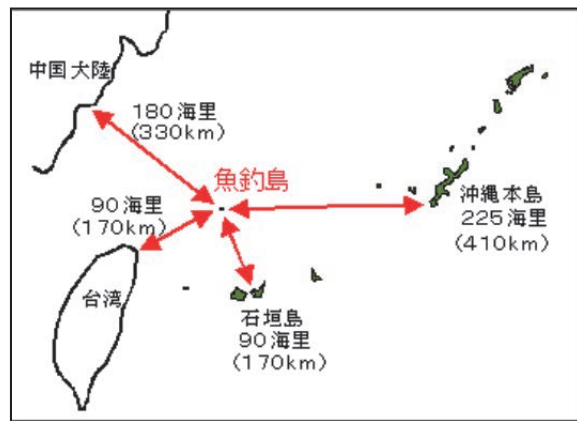 中国大陸
180海里
(330km)
魚釣島
90海里
(170km)
沖縄本島
225海里
(410km)
台湾
石垣島
90海里
(170km)